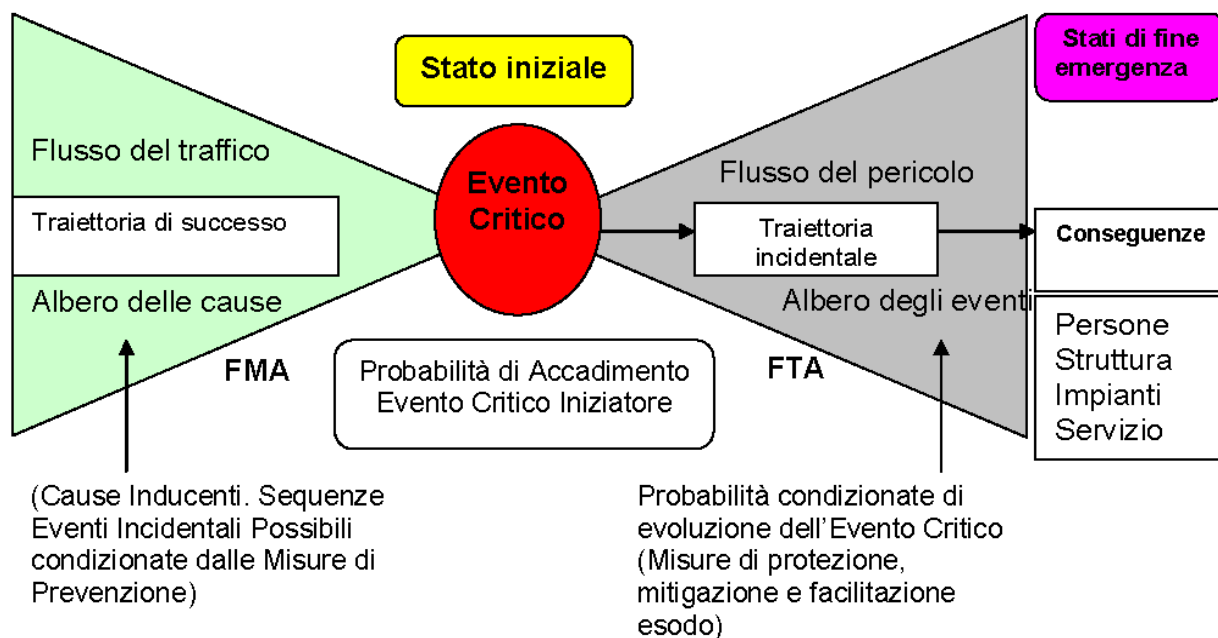 Stato iniziale
Stati di fine
emergenza
Flusso del traffico
Traiettoria di successo
Albero delle cause
FMA
Evento
Critico
Probabilità di Accadimento
Evento Critico Iniziatore
Flusso del pericolo
Traiettoria
incidentale
Albero degli eventi
FTA
Conseguenze
Persone
Struttura
Impianti
Servizio
(Cause Inducenti. Sequenze
Eventi Incidentali Possibili
condizionate dalle Misure di
Prevenzione)
Probabilità condizionate di
evoluzione dell'Evento Critico
(Misure di protezione,
mitigazione e facilitazione
esodo)